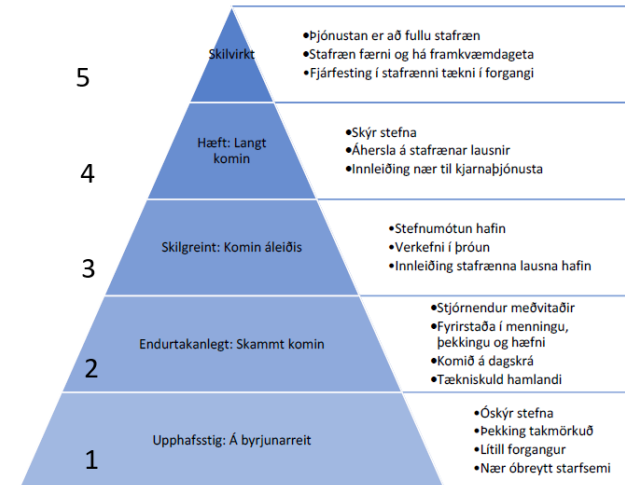 5
Skilvirkt
•Þjónustan er að fullu stafræn
•Stafræn færni og há framkvæmdageta
•Fjárfesting í stafrænni tækni í forgangi
4
Hæft: Langt
komin
•Skýr stefna
•Áhersla á stafrænar lausnir
•Innleiðing nær til kjarnaþjónusta
3
Skilgreint: Komin áleiðis
•Stefnumótun hafin
•Verkefni í þróun
•Innleiðing stafrænna lausna hafin
2
Endurtakanlegt: Skammt komin
•Stjórnendur meðvitaðir
•Fyrirstaða í menningu,
þekkingu og hæfni
•Komið á dagskrá
•Tækniskuld hamlandi
1
Upphafsstig: Á byrjunarreit
•Óskýr stefna
•Þekking takmörkuð
•Lítill forgangur
•Nær óbreytt starfsemi